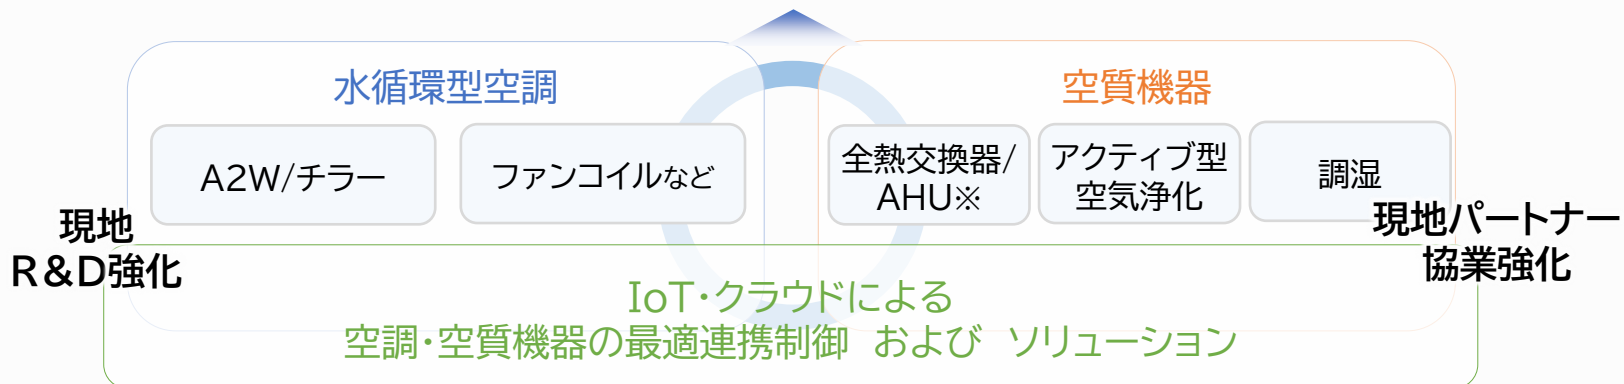 水循環型空調
空質機器
A2W/チラー
ファンコイルなど
全熱交換器/
AHU※
アクティブ型
空気浄化
調湿
現地
R&D強化
現地パートナー
協業強化
IoT・クラウドによる
空調・空質機器の最適連携制御 および ソリューション